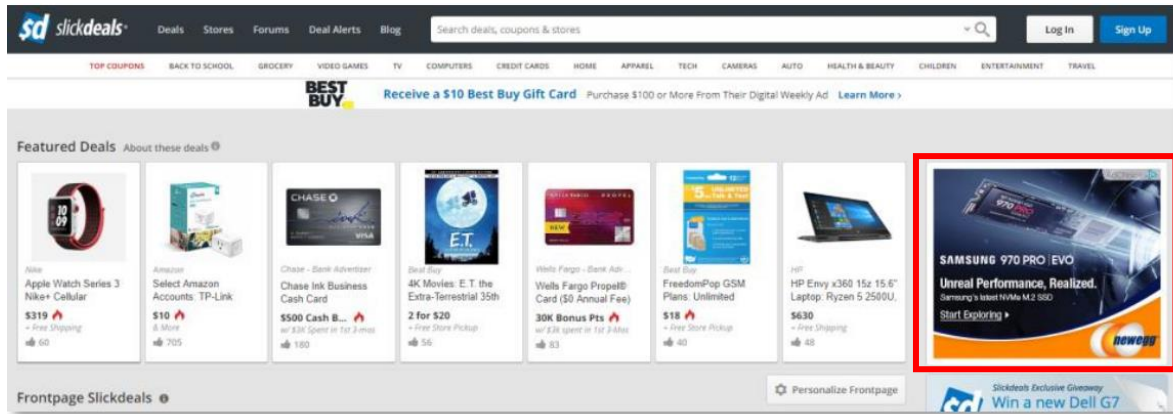 slickdeals
Deals Stores Forums Deal Alerts Blog
Search deals, coupons & stores
Log In
Sign Up
TOP COUPONS BACK TO SCHOOL GROCERY VIDEO GAMES TV COMPUTERS CREDIT CARDS HOME APPAREL TECH CAMERAS AUTO HEALTH & BEAUTY CHILDREN ENTERTAINMENT TRAVEL
BEST
BUY
Receive a $10 Best Buy Gift Card Purchase $100 or More From Their Digital Weekly Ad Learn More ›
Featured Deals About these deals
Nike
Apple Watch Series 3
Nike+ Cellular
$319
+ Free Shipping
60
Amazon
Select Amazon
Accounts: TP-Link
$10
& More
705
CHASE
VISA
Chase - Bank Advertiser
Chase Ink Business
Cash Card
$500 Cash B...
w/ $3K Spent in 1st 3-mos
180
E.T.
Best Buy
4K Movies: E.T. the
Extra-Terrestrial 35th
2 for $20
+ Free Store Pickup
56
Wells Fargo - Bank Adv...
Wells Fargo Propel®
Card ($0 Annual Fee)
30K Bonus Pts
w/ $3k spent in 1st 3-Mos
83
$5 UNLIMITED
Talk & Text
Best Buy
FreedomPop GSM
Plans: Unlimited
$18
+ Free Store Pickup
40
HP
HP Envy x360 15z 15.6"
Laptop: Ryzen 5 2500U,
$630
+ Free Shipping
48
970 PRO
SAMSUNG 970 PRO | EVO
Unreal Performance, Realized.
Samsung's latest NVMe M.2 SSD
Start Exploring
newegg
Frontpage Slickdeals
Personalize Frontpage
Slickdeals Exclusive Giveaway
Win a new Dell G7